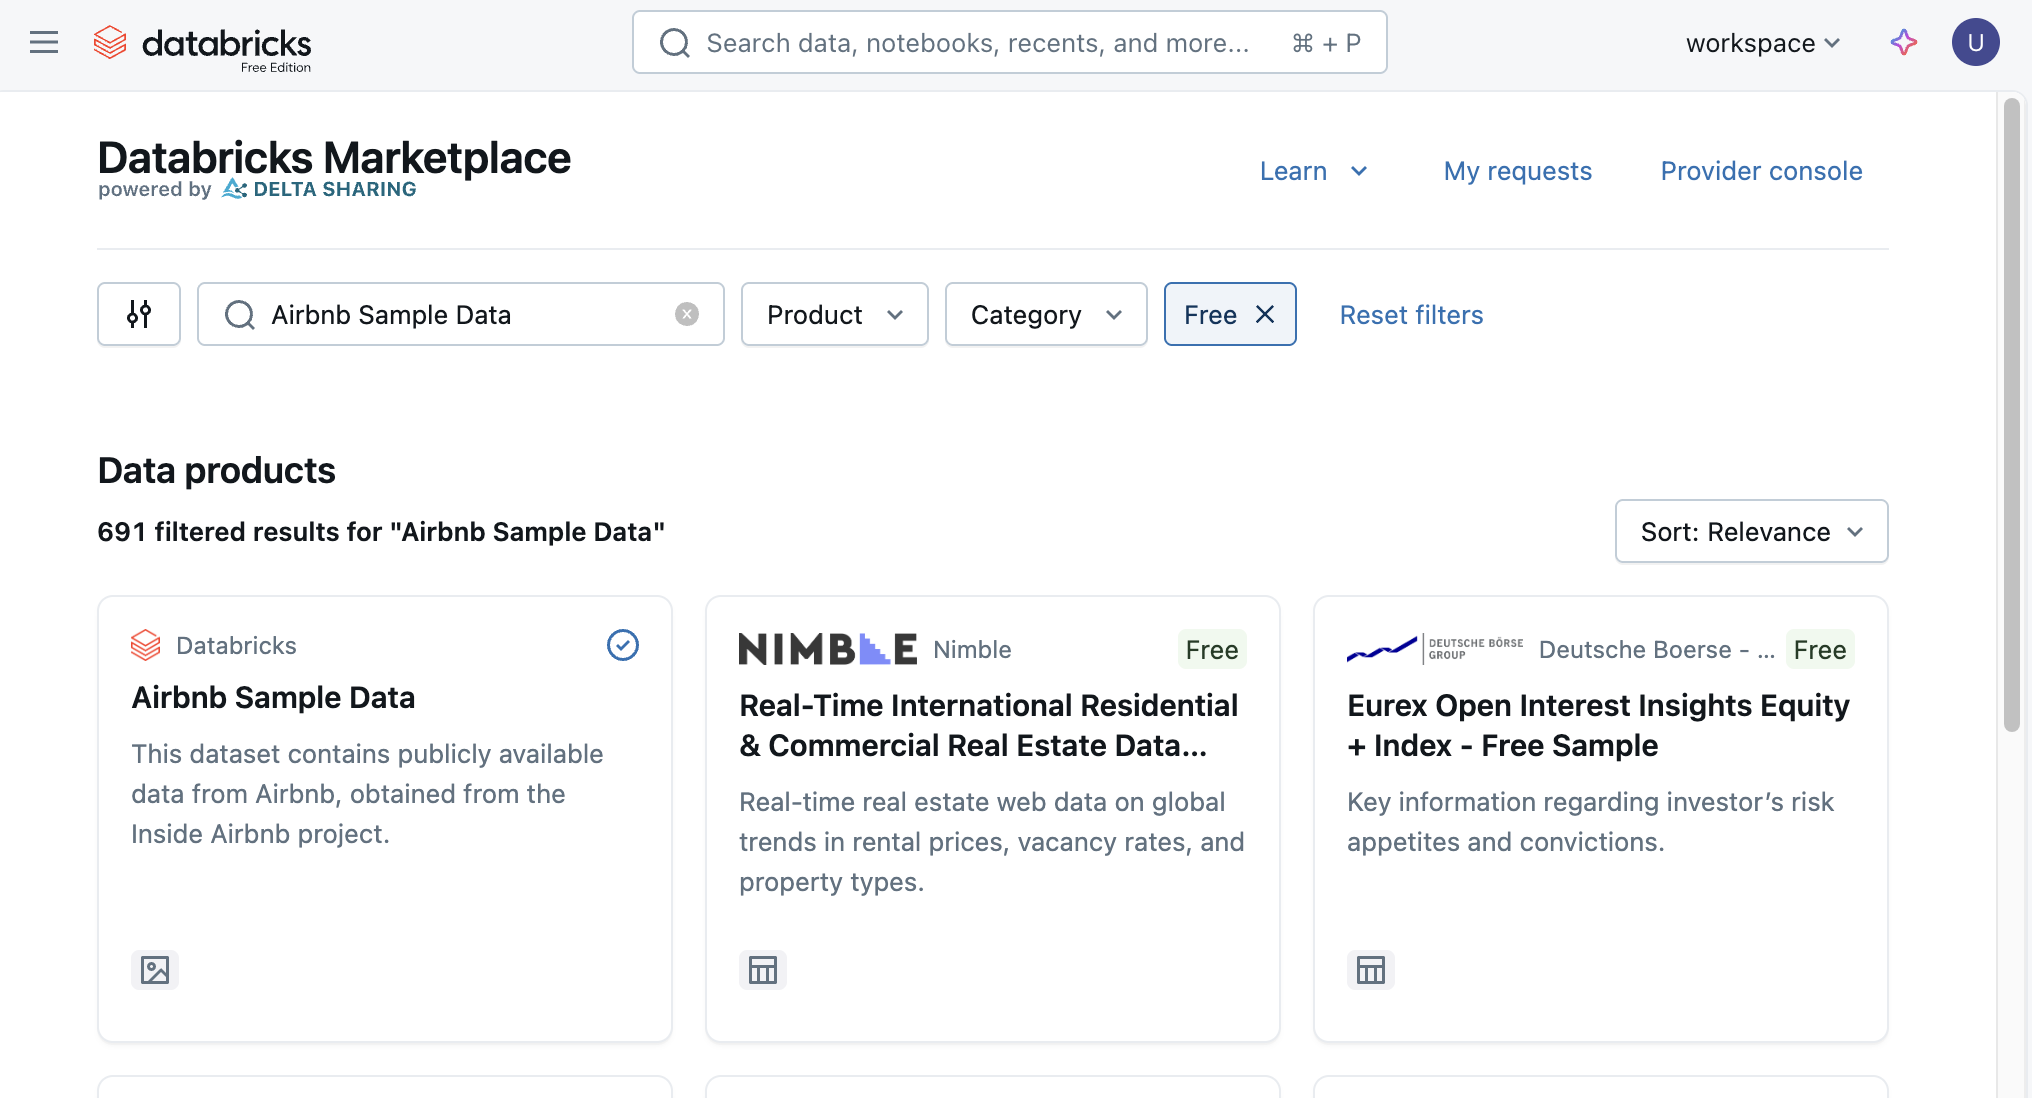 databricks
Free Edition
Search data, notebooks, recents, and more... ⌘ + P
workspace
U
Databricks Marketplace
powered by DELTA SHARING
Learn
My requests
Provider console
Airbnb Sample Data
Product
Category
Free
Reset filters
Data products
691 filtered results for "Airbnb Sample Data"
Sort: Relevance
Databricks
Airbnb Sample Data
This dataset contains publicly available
data from Airbnb, obtained from the
Inside Airbnb project.
NIMBLE Nimble Free
Real-Time International Residential
& Commercial Real Estate Data...
Real-time real estate web data on global
trends in rental prices, vacancy rates, and
property types.
DEUTSCHE BÖRSE
GROUP
Deutsche Boerse - ... Free
Eurex Open Interest Insights Equity
+ Index - Free Sample
Key information regarding investor’s risk
appetites and convictions.